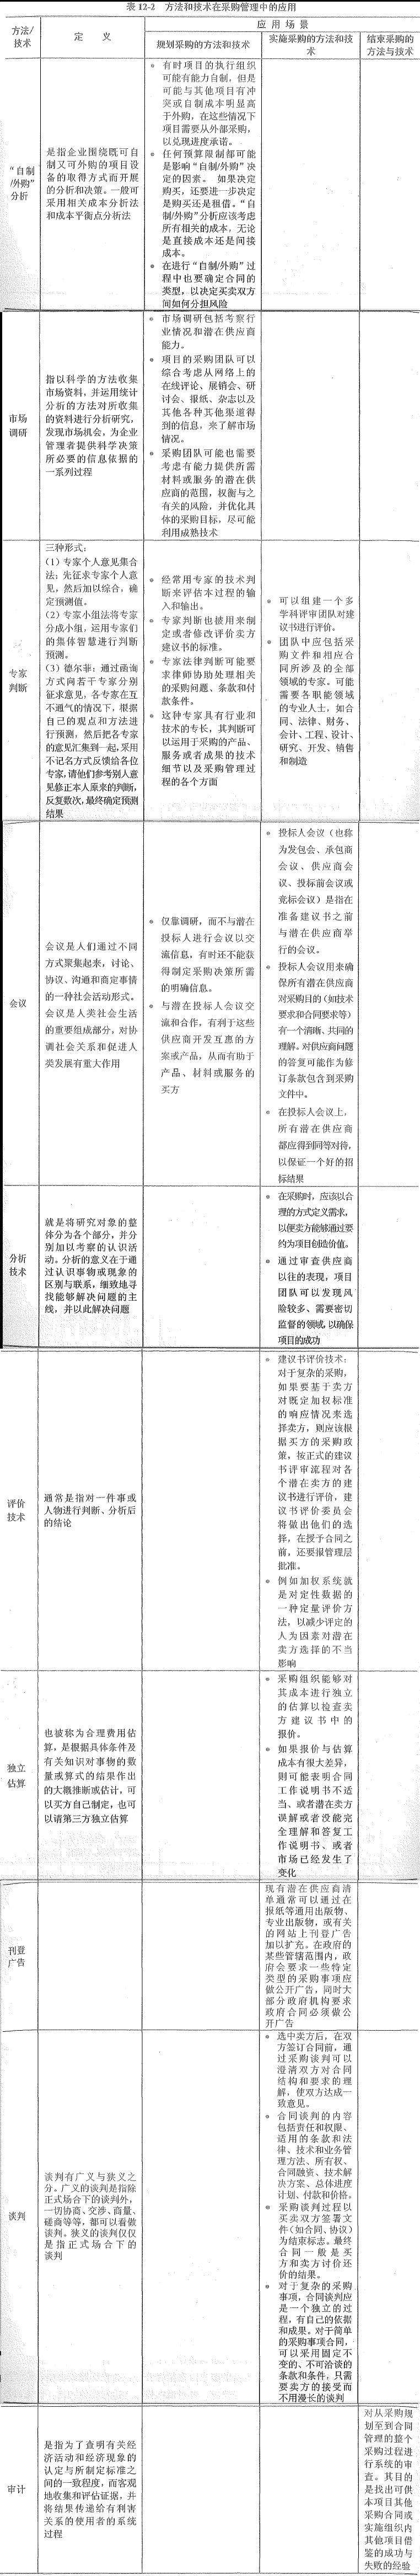 表 12-2 方法和技术在采购管理中的应用
方法/
技术
定 义
应 用 场 景
规划采购的方法和技术
实施采购的方法和技
术
结束采购的
方法与技术
“自制
/外购”
分析
是指企业围绕既可自
制又可外购的项目设
备的取得方式而开展
的分析和决策。一般可
采用相关成本分析法
和成本平衡点分析法
有时项目的执行组织
可能有能力自制，但是
可能与其他项目有冲
突或自制成本明显高
于外购，在这些情况下
项目需要从外部采购，
以兑现进度承诺。
任何预算限制都可能
是影响“自制/外购”决
定的因素。 如果决定
购买，还要进一步决定
是购买还是租借。“自
制/外购”分析应该考虑
所有相关的成本，无论
是直接成本还是间接
成本。
在进行“自制/外购”过
程中也要确定合同的
类型，以决定买卖双方
间如何分担风险
市场
调研
指以科学的方法收集
市场资料，并运用统计
分析的方法对所收集
的资料进行分析研究，
发现市场机会，为企业
管理者提供科学决策
所必要的信息依据的
一系列过程
市场调研包括考察行
业情况和潜在供应商
能力。
项目的采购团队可以
综合考虑从网络上的
在线评论、展销会、研
讨会、报纸、杂志以及
其他各种其他渠道得
到的信息，来了解市场
情况。
采购团队可能也需要
考虑有能力提供所需
材料或服务的潜在供
应商的范围，权衡与之
有关的风险，并优化具
体的采购目标，尽可能
利用成熟技术
专家
判断
三种形式：
（1）专家个人意见集合
法：先征求专家个人意
见，然后加以综合，确
定预测值。
（2）专家小组法将专家
分成小组，运用专家们
的集体智慧进行判断
预测。
（3）德尔菲：通过函询
方式向若干专家分别
征求意见，各专家在互
不通气的情况下，根据
自己的观点和方法进
行预测，然后把各专家
的意见汇集到一起，采用
不记名方式反馈给各位
专家，请他们参考别人意
见修正本人原来的判断，
反复数次，最终确定预测
结果
经常用专家的技术判
断来评估本过程的输
入和输出。
专家判断也被用来制
定或者修改评价卖方
建议书的标准。
专家法律判断可能要
求律师协助处理相关
的采购问题、条款和付
款条件。
这种专家具有行业和
技术的专长，其判断可
以运用于采购的产品、
服务或者成果的技术
细节以及采购管理过
程的各个方面
可以组建一个多
学科评审团队对建
议书进行评价。
团队中应包括采
购文件和相应合
同所涉及的全部
领域的专家。可能
需要各职能领域
的专业人士，如合
同、法律、财务、
会计、工程、设计、
研究、开发、销售
和制造
会议
会议是人们通过不同
方式聚集起来，讨论、
协议、沟通和商定事情
的一种社会活动形式。
会议是人类社会生活
的重要组成部分，对协
调社会关系和促进人
类发展有重大作用
仅靠调研，而不与潜在
投标人进行会议以交
流信息，有时还不能获
得制定采购决策所需
的明确信息。
与潜在投标人会议交
流和合作，有利于这些
供应商开发互惠的方
案或产品，从而有助于
产品、材料或服务的
买方
投标人会议（也称
为发包会、承包商
会议、供应商会
议、投标前会议或
竞标会议）是指在
准备建议书之前
与潜在供应商举
行的会议。
投标人会议用来确
保所有潜在供应商
对采购目的（如技术
要求和合同要求等）
有一个清晰、共同的
理解。对供应商问题
的答复可能作为修
订条款包含到采购
文件中。
在投标人会议上，
所有潜在供应商
都应得到同等对待，
以保证一个好的招
标结果
分析
技术
就是将研究对象的整
体分为各个部分，并分
别加以考察的认识活
动。分析的意义在于通
过认识事物或现象的
区别与联系，细致地寻
找能够解决问题的主
线，并以此解决问题
在采购时，应该以合
理的方式定义需求，
以便卖方能够通过要
约为项目创造价值。
通过审查供应商
以往的表现，项目
团队可以发现风
险较多、需要密切
监督的领域，以确保
项目的成功
评价
技术
通常是指对一件事或
人物进行判断、分析后
的结论
建议书评价技术：
对于复杂的采购，
如果要基于卖方
对既定加权标准
的响应情况来选
择卖方，则应该根
据买方的采购政
策，按正式的建议
书评审流程对各
个潜在卖方的建
议书进行评价，建
议书评价委员会
将做出他们的选
择，在授予合同之
前，还要报管理层
批准。
例如加权系统就
是对定性数据的
一种定量评价方
法，以减少评定的
人为因素对潜在
卖方选择的不当
影响
独立
估算
也被称为合理费用估
算，是根据具体条件及
有关知识对事物的数
量或算式的结果作出
的大概推断或估计，可
以买方自己制定，也可
以请第三方独立估算
采购组织能够对
其成本进行独立
的估算以检查卖
方建议书中的
报价。
如果报价与估算
成本有很大差异，
则可能表明合同
工作说明书不适
当、或者潜在卖方
误解或者没能完
全理解和答复工
作说明书、或者
市场已经发生了
变化
刊登
广告
现有潜在供应商清
单通常可以通过在
报纸等通用出版物、
专业出版物，或有关
的网站上刊登广告
加以扩充。在政府的
某些管辖范围内，政
府会要求一些特定
类型的采购事项应
做公开广告，同时大
部分政府机构要求
政府合同必须做公
开广告
谈判
谈判有广义与狭义之
分。广义的谈判是指除
正式场合下的谈判外，
一切协商、交涉、商量、
磋商等等，都可以看做
谈判。狭义的谈判仅仅
是指正式场合下的
谈判
选中卖方后，在双
方签订合同前，通
过采购谈判可以
澄清双方对合同
结构和要求的理
解，使双方达成一
致意见。
合同谈判的内容
包括责任和权限、
适用的条款和法
律、技术和业务管
理方法、所有权、
合同融资、技术解
决方案、总体进度
计划、付款和价格。
采购谈判过程以
买卖双方签署文
件（如合同、协议）
为结束标志。最终
合同一般是买
方和卖方讨价还
价的结果。
对于复杂的采购
事项，合同谈判应
是一个独立的过
程，有自己的依据
和成果。对于简单
的采购事项合同，
可以采用固定不
变的、不可洽谈的
条款和条件，只需
要卖方的接受而
不用漫长的谈判
审计
是指为了查明有关经
济活动和经济现象的
认定与所制定标准之
间的一致程度，而客观
地收集和评估证据，并
将结果传递给有利害
关系的使用者的系统
过程
对从采购规
划至到合同
管理的整个
采购过程进
行系统的审
查。其目的
是找出可供
本项目其他
采购合同或
实施组织内
其他项目借
鉴的成功与
失败的经验